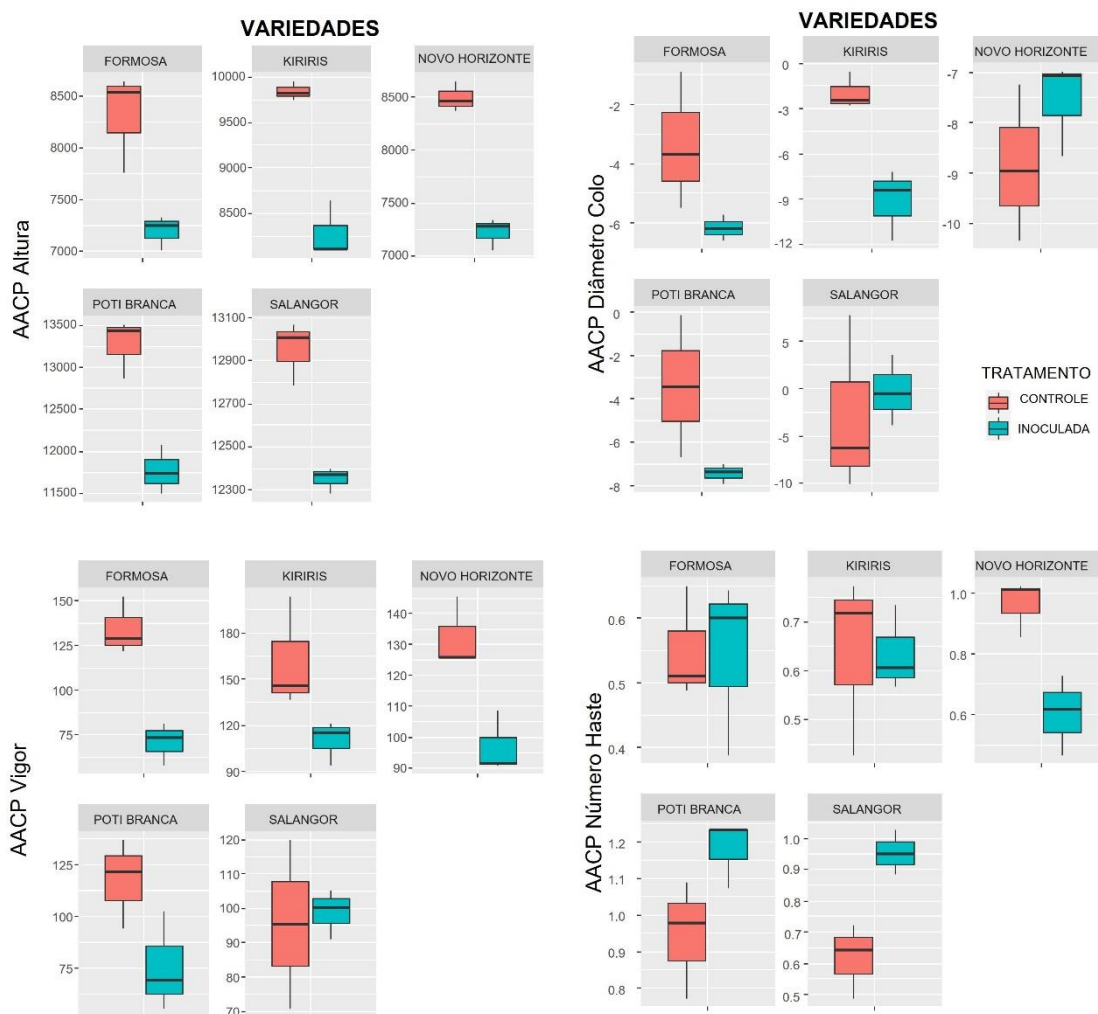 VARIEDADES
FORMOSA
KIRIRIS
NOVO HORIZONTE
8500
8000
7500
7000
10000
9500
9000
8500
8500
8000
7500
7000
POTI BRANCA
SALANGOR
13500
13000
12500
12000
11500
13100
12900
12700
12500
12300
AACP Altura
VARIEDADES
FORMOSA
KIRIRIS
NOVO HORIZONTE
-2
-4
-6
0
-3
-6
-9
-12
-7
-8
-9
-10
POTI BRANCA
SALANGOR
0
-2
-4
-6
-8
5
0
-5
-10
AACP Diâmetro Colo
TRATAMENTO
CONTROLE
INOCULADA
FORMOSA
KIRIRIS
NOVO HORIZONTE
150
125
100
75
180
150
120
90
140
130
120
110
100
90
POTI BRANCA
SALANGOR
125
100
75
120
110
100
90
80
70
AACP Vigor
FORMOSA
KIRIRIS
NOVO HORIZONTE
0.6
0.5
0.4
0.7
0.6
0.5
1.0
0.8
0.6
POTI BRANCA
SALANGOR
1.2
1.1
1.0
0.9
0.8
1.0
0.9
0.8
0.7
0.6
0.5
AACP Número Haste